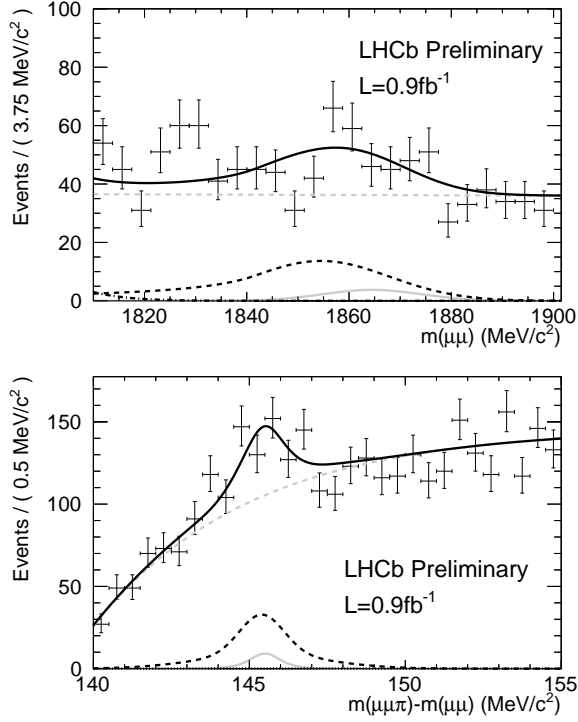 Events / ( 3.75 MeV/c²)
100
80
60
40
20
0
LHCb Preliminary
L=0.9fb⁻¹
1820 1840 1860 1880 1900
m(μμ) (MeV/c²)
Events / ( 0.5 MeV/c²)
150
100
50
0
LHCb Preliminary
L=0.9fb⁻¹
140 145 150 155
m(μμπ)-m(μμ) (MeV/c²)